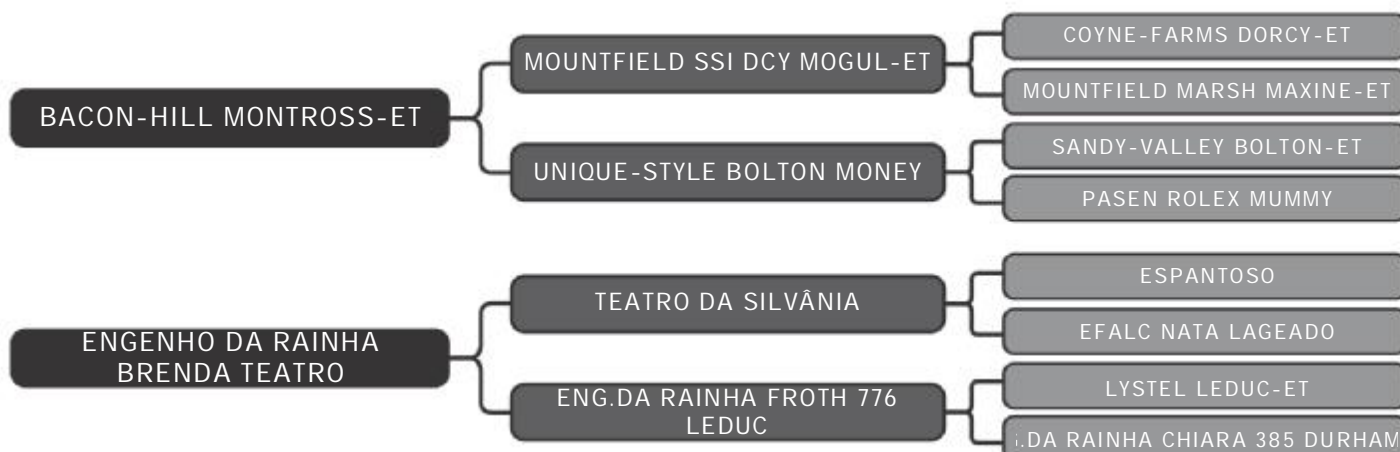 BACON-HILL MONTROSS-ET
MOUNTFIELD SSI DCY MOGUL-ET
COYNE-FARMS DORCY-ET
MOUNTFIELD MARSH MAXINE-ET
UNIQUE-STYLE BOLTON MONEY
SANDY-VALLEY BOLTON-ET
PASEN ROLEX MUMMY
ENGENHO DA RAINHA
BRENDA TEATRO
TEATRO DA SILVÂNIA
ESPANTOSO
EFALC NATA LAGEADO
ENG.DA RAINHA FROTH 776
LEDUC
LYSTEL LEDUC-ET
.DA RAINHA CHIARA 385 DURHAM